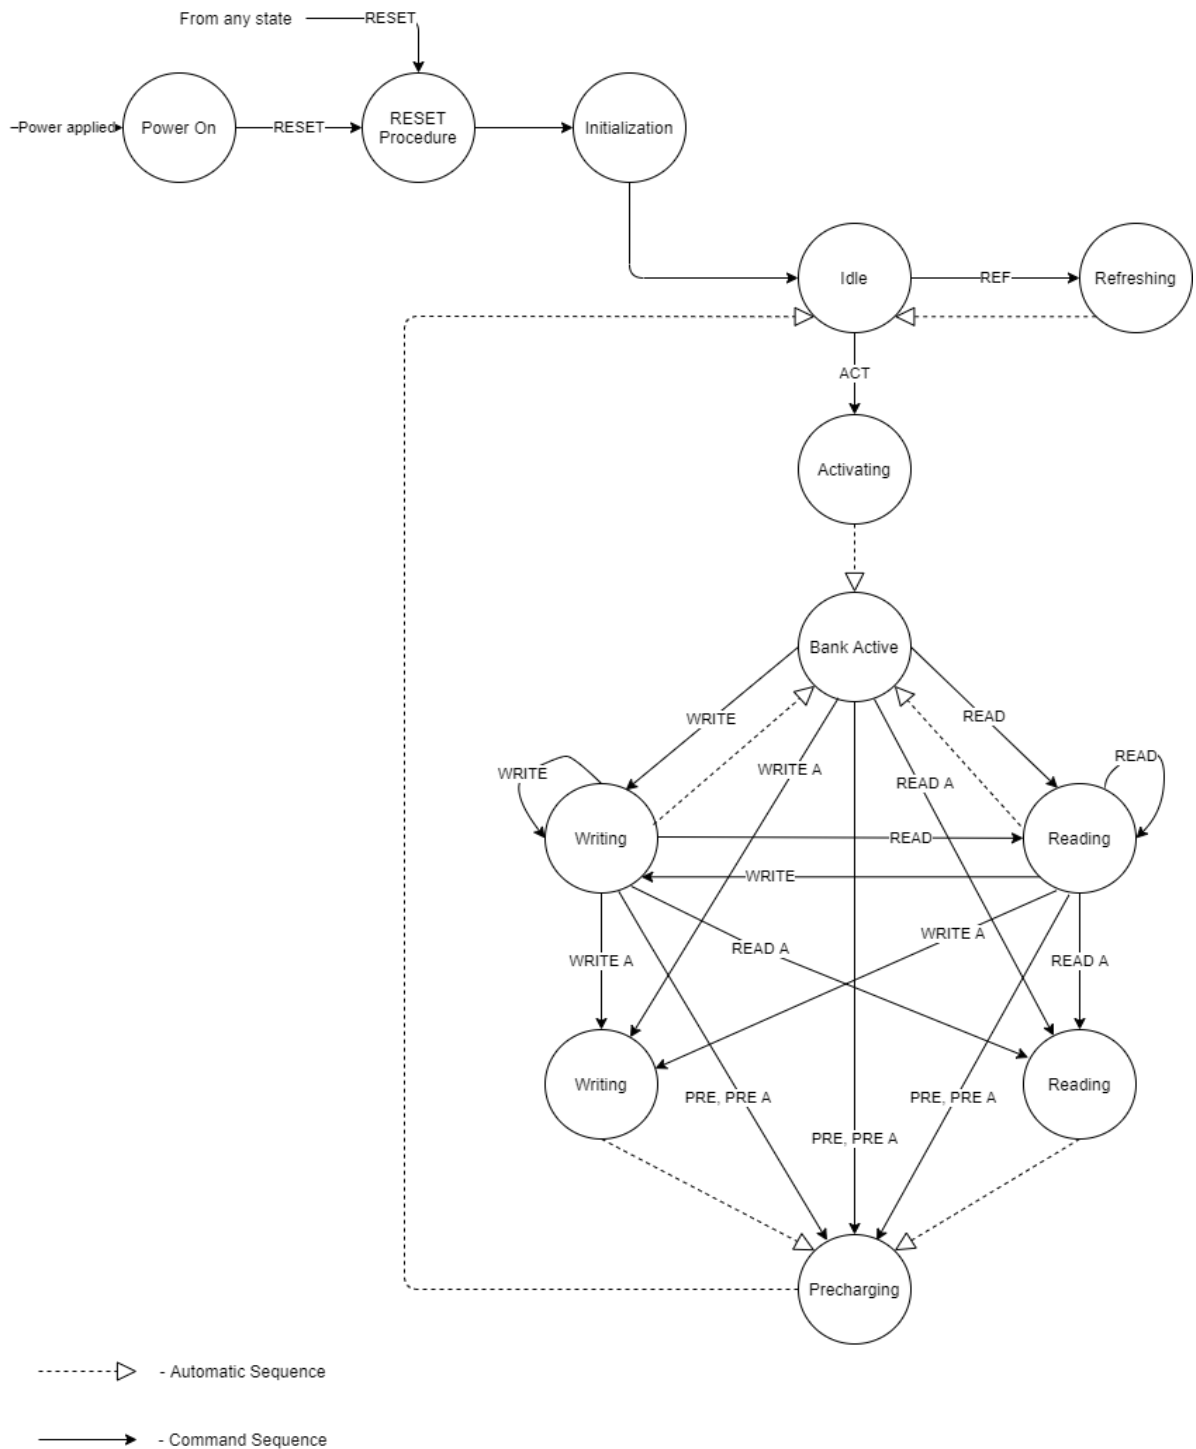 From any state
RESET
Power applied
Power On
RESET
RESET
Procedure
Initialization
Idle
REF
Refreshing
ACT
Activating
Bank Active
WRITE
READ
WRITE
WRITE A
READ A
READ
Writing
READ
Reading
WRITE
WRITE A
READ A
WRITE A
READ A
Writing
Reading
PRE, PRE A
PRE, PRE A
PRE, PRE A
Precharging
- Automatic Sequence
- Command Sequence